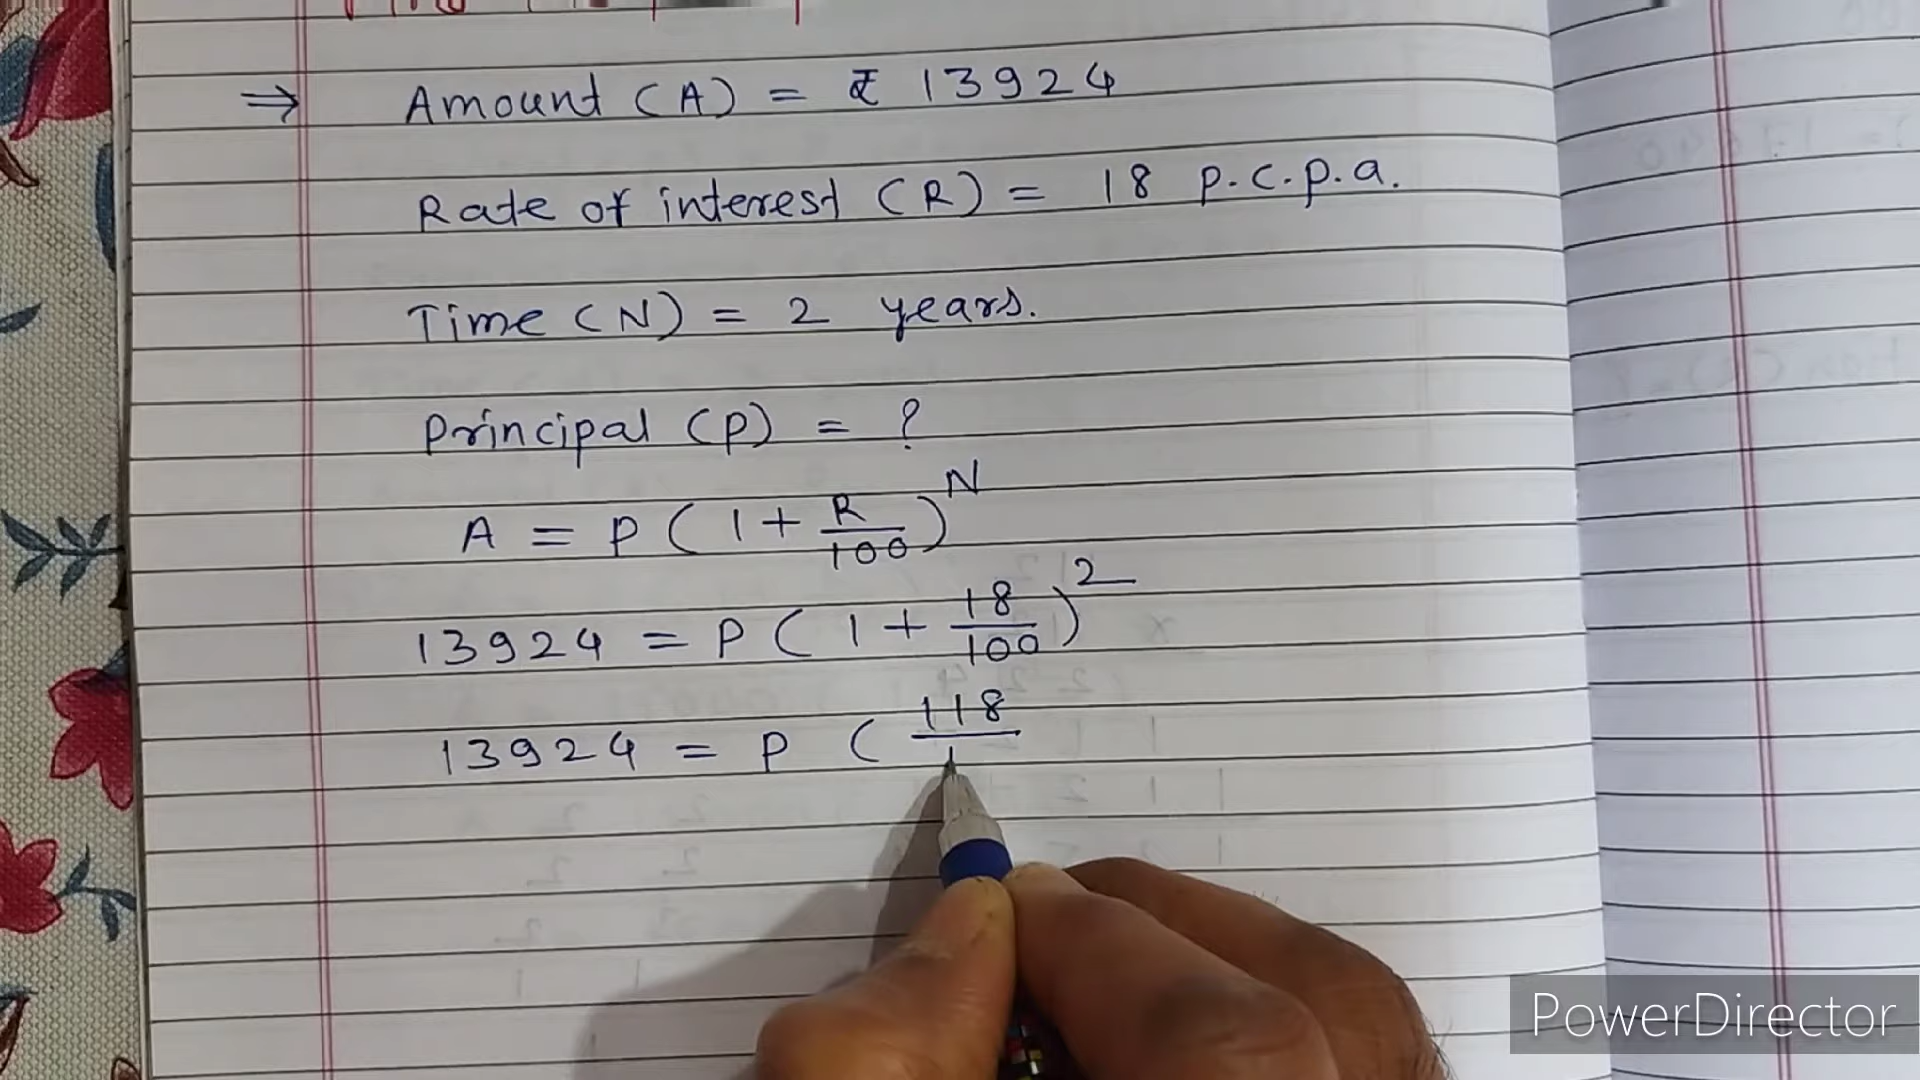 ⇒ Amount (A) = ₹ 13924
Rate of interest (R) = 18 p.c.p.a.
Time (N) = 2 years.
Principal (P) = ?
A = P (1 + R/100)^N
13924 = P (1 + 18/100)^2
13924 = P (118/1
PowerDirector